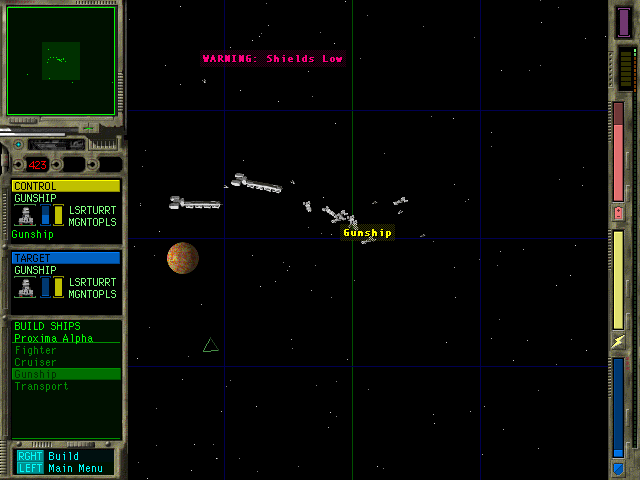 WARNING: Shields Low
423
CONTROL
GUNSHIP
LSRTURRT
MGNTOPLS
Gunship
Gunship
TARGET
GUNSHIP
LSRTURRT
MGNTOPLS
BUILD SHIPS
Proxima Alpha
Fighter
Cruiser
Gunship
Transport
RGHT Build
LEFT Main Menu